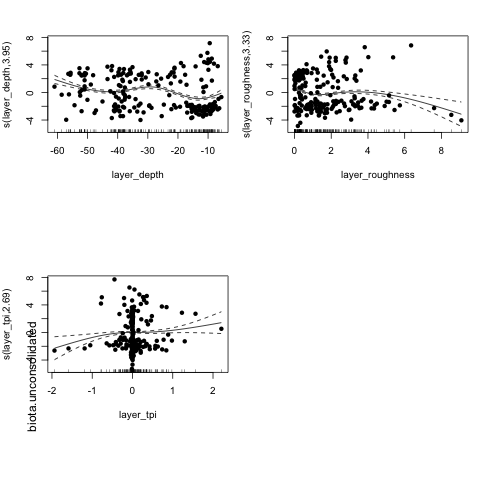 s(layer_depth,3.95)
8
4
0
-4
-60 -50 -40 -30 -20 -10
layer_depth
s(layer_roughness,3.33)
8
4
0
-4
0 2 4 6 8
layer_roughness
s(layer_tpi,2.69)
8
4
-2 -1 0 1 2
layer_tpi
biota.unconsolidated